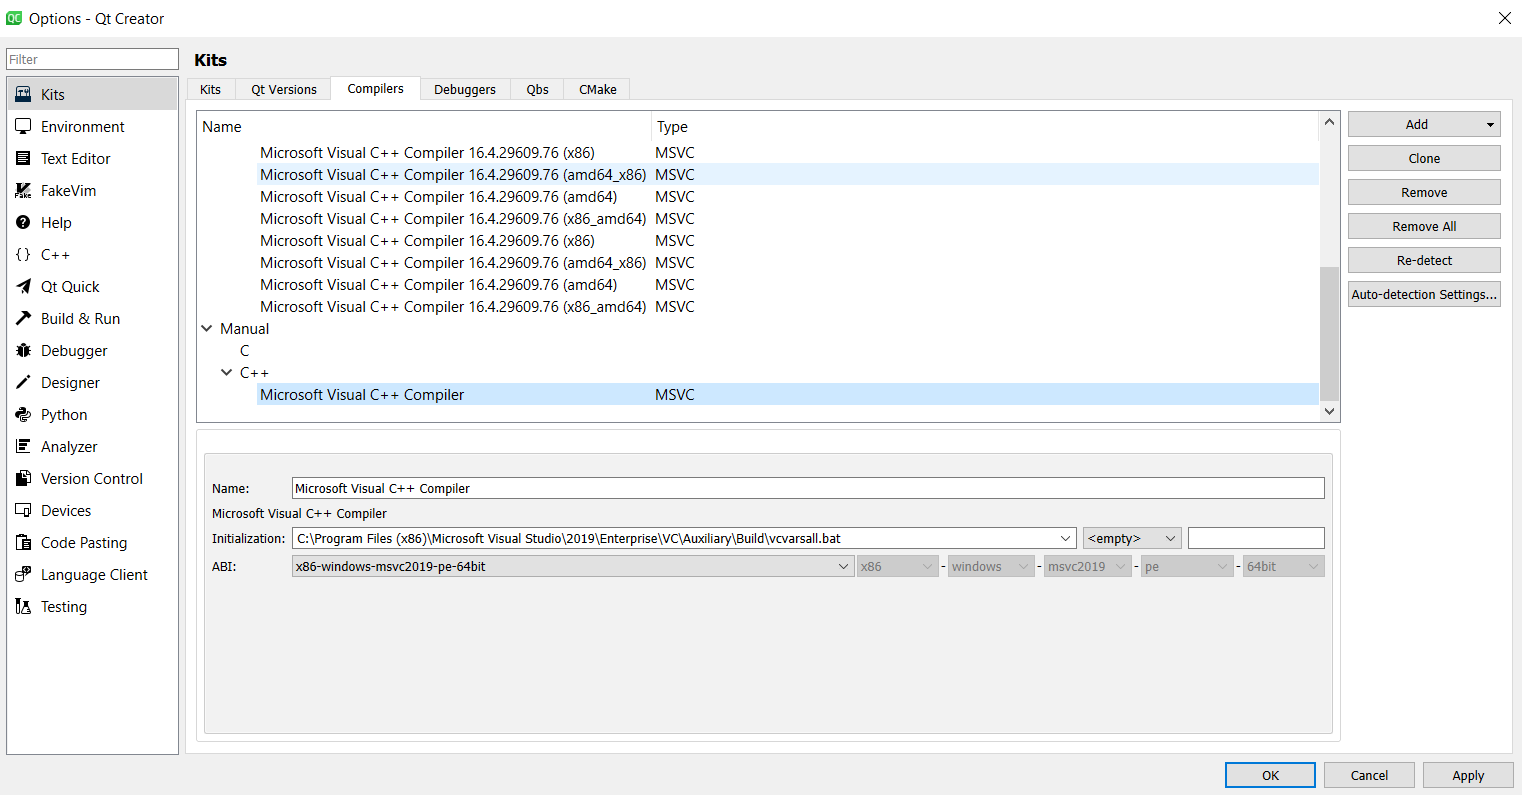 QC Options - Qt Creator
Filter
Kits
Environment
Text Editor
Fake FakeVim
Help
{} C++
Qt Quick
Build & Run
Debugger
Designer
Python
Analyzer
Version Control
Devices
Code Pasting
Language Client
Testing
Kits
Kits Qt Versions Compilers Debuggers Qbs CMake
Name Type
Microsoft Visual C++ Compiler 16.4.29609.76 (x86) MSVC
Microsoft Visual C++ Compiler 16.4.29609.76 (amd64_x86) MSVC
Microsoft Visual C++ Compiler 16.4.29609.76 (amd64) MSVC
Microsoft Visual C++ Compiler 16.4.29609.76 (x86_amd64) MSVC
Microsoft Visual C++ Compiler 16.4.29609.76 (x86) MSVC
Microsoft Visual C++ Compiler 16.4.29609.76 (amd64_x86) MSVC
Microsoft Visual C++ Compiler 16.4.29609.76 (amd64) MSVC
Microsoft Visual C++ Compiler 16.4.29609.76 (x86_amd64) MSVC
Manual
C
C++
Microsoft Visual C++ Compiler MSVC
Add
Clone
Remove
Remove All
Re-detect
Auto-detection Settings...
Name: Microsoft Visual C++ Compiler
Microsoft Visual C++ Compiler
Initialization: C:\Program Files (x86)\Microsoft Visual Studio\2019\Enterprise\VC\Auxiliary\Build\vcvarsall.bat <empty>
ABI: x86-windows-msvc2019-pe-64bit x86 - windows - msvc2019 - pe - 64bit
OK Cancel Apply